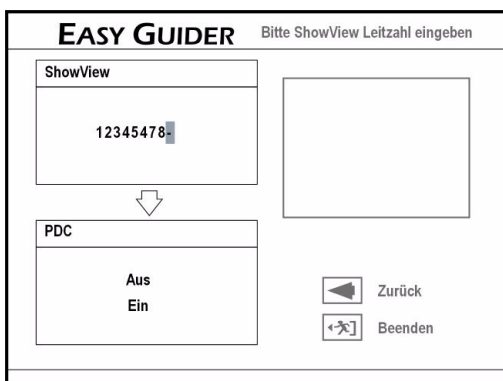 EASY GUIDER
Bitte ShowView Leitzahl eingeben
ShowView
12345478-
PDC
Aus
Ein
Zurück
Beenden